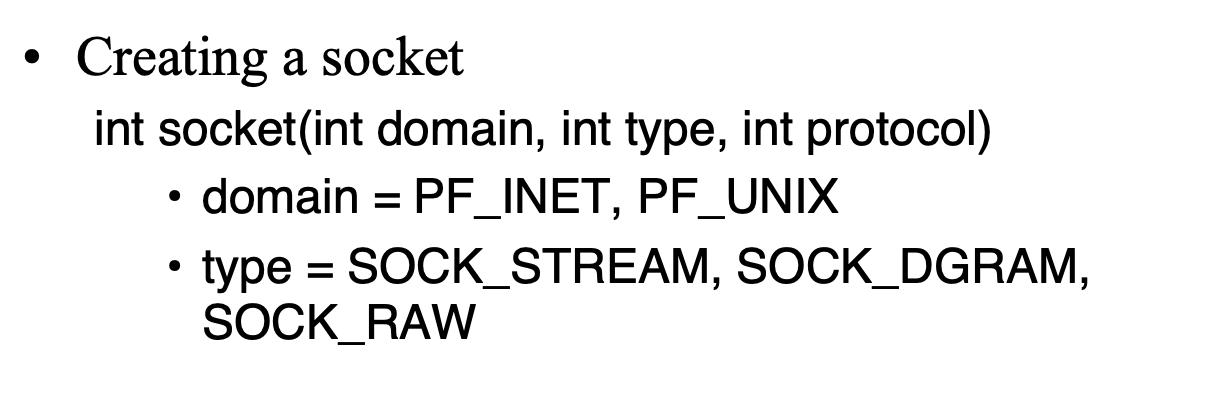 • Creating a socket
int socket(int domain, int type, int protocol)
• domain = PF_INET, PF_UNIX
• type = SOCK_STREAM, SOCK_DGRAM,
SOCK_RAW